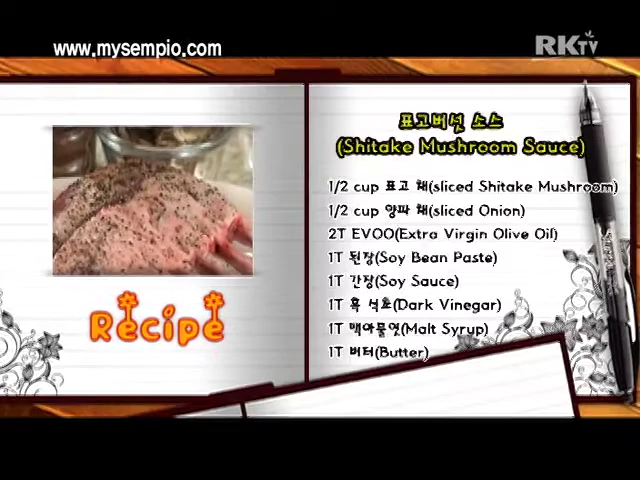 www.mysempio.com
RKTV
표고버섯 소스
(Shitake Mushroom Sauce)
1/2 cup 표고 채(sliced Shitake Mushroom)
1/2 cup 양파 채(sliced Onion)
2T EVOO(Extra Virgin Olive Oil)
1T 된장(Soy Bean Paste)
1T 간장(Soy Sauce)
1T 흑 석초(Dark Vinegar)
1T 맥아물엿(Malt Syrup)
1T 버터(Butter)
Recipe